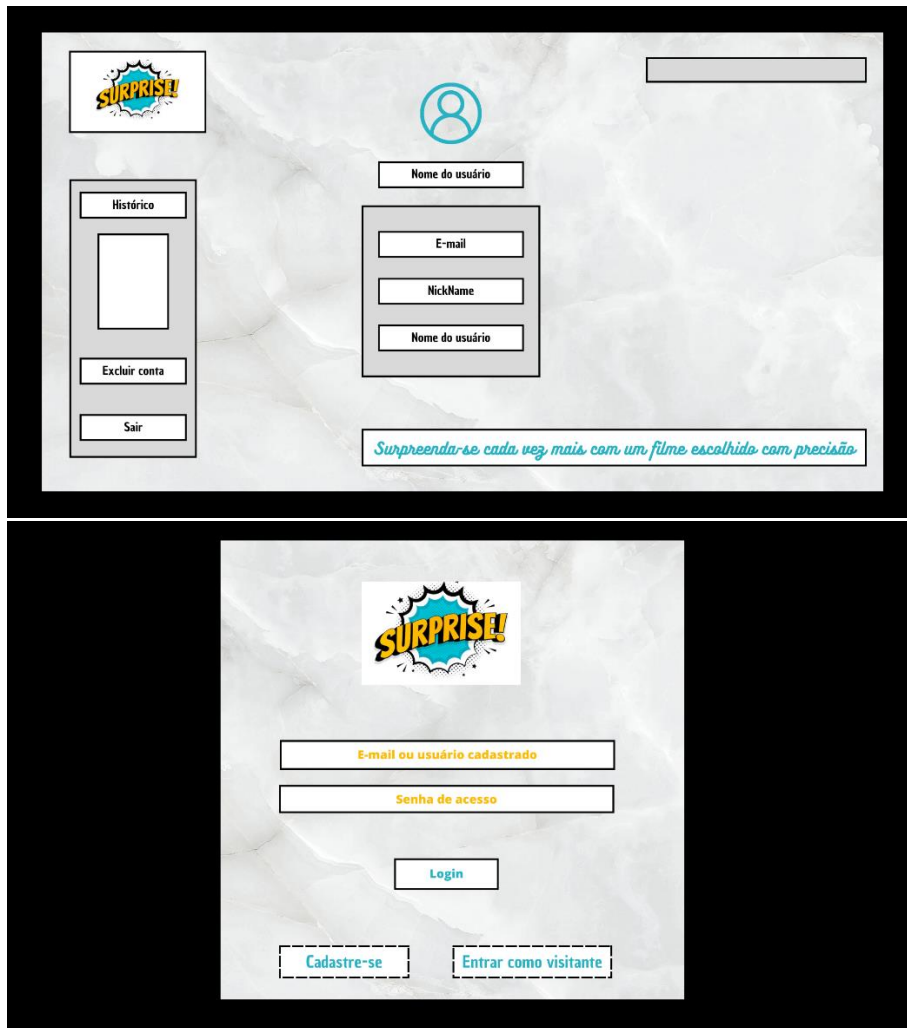 SURPRISE!
Nome do usuário
Histórico
E-mail
NickName
Nome do usuário
Excluir conta
Sair
Surpreenda-se cada vez mais com um filme escolhido com precisão
SURPRISE!
E-mail ou usuário cadastrado
Senha de acesso
Login
Cadastre-se
Entrar como visitante